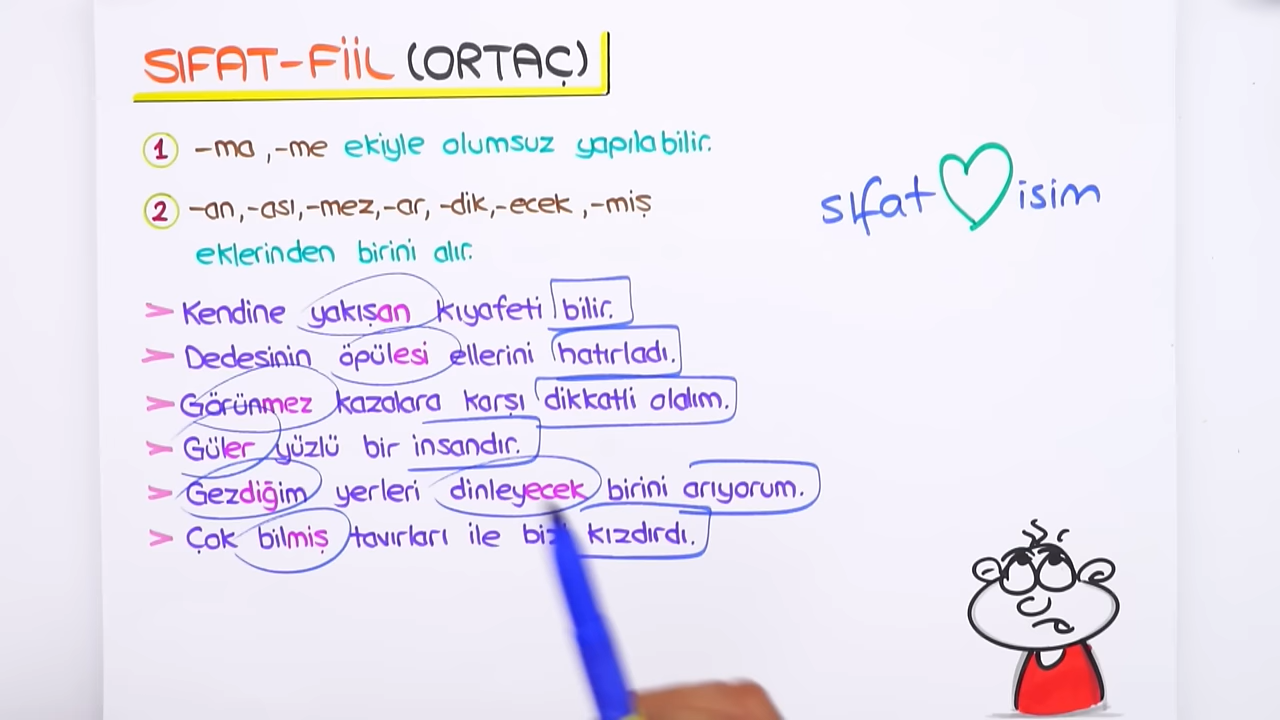 SIFAT-FİİL (ORTAÇ)
1 -ma, -me ekiyle olumsuz yapılabilir.
2 -an,-ası,-mez,-ar, -dik,-ecek ,-miş
eklerinden birini alır.
sıfat isim
➤ Kendine yakışan kıyafeti bilir.
➤ Dedesinin öpülesi ellerini hatırladı.
➤ Görünmez kazalara karşı dikkatli olalım.
➤ Güler yüzlü bir insandır.
➤ Gezdiğim yerleri dinleyecek birini arıyorum.
➤ Çok bilmiş tavırları ile bizi kızdırdı.